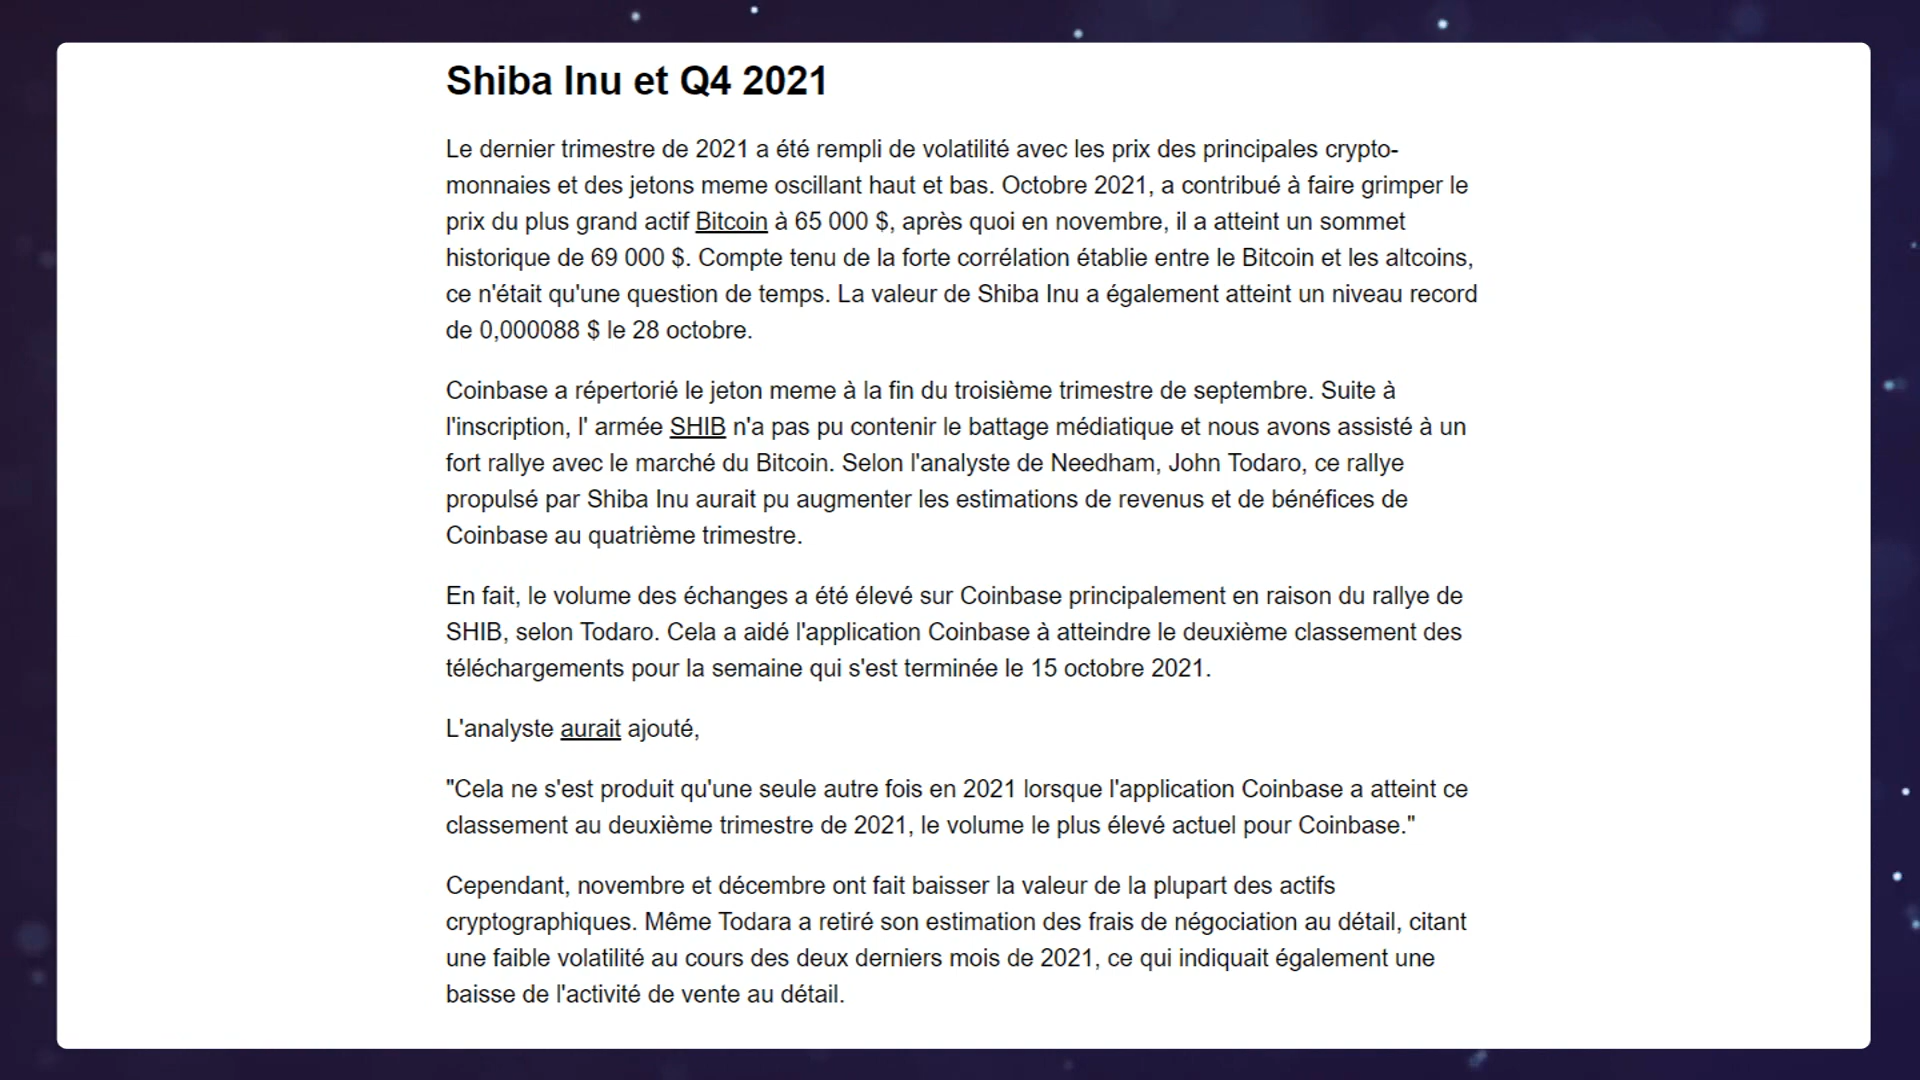 Shiba Inu et Q4 2021
Le dernier trimestre de 2021 a été rempli de volatilité avec les prix des principales crypto-
monnaies et des jetons meme oscillant haut et bas. Octobre 2021, a contribué à faire grimper le
prix du plus grand actif Bitcoin à 65 000 $, après quoi en novembre, il a atteint un sommet
historique de 69 000 $. Compte tenu de la forte corrélation établie entre le Bitcoin et les altcoins,
ce n'était qu'une question de temps. La valeur de Shiba Inu a également atteint un niveau record
de 0,000088 $ le 28 octobre.
Coinbase a répertorié le jeton meme à la fin du troisième trimestre de septembre. Suite à
l'inscription, l' armée SHIB n'a pas pu contenir le battage médiatique et nous avons assisté à un
fort rallye avec le marché du Bitcoin. Selon l'analyste de Needham, John Todaro, ce rallye
propulsé par Shiba Inu aurait pu augmenter les estimations de revenus et de bénéfices de
Coinbase au quatrième trimestre.
En fait, le volume des échanges a été élevé sur Coinbase principalement en raison du rallye de
SHIB, selon Todaro. Cela a aidé l'application Coinbase à atteindre le deuxième classement des
téléchargements pour la semaine qui s'est terminée le 15 octobre 2021.
L'analyste aurait ajouté,
"Cela ne s'est produit qu'une seule autre fois en 2021 lorsque l'application Coinbase a atteint ce
classement au deuxième trimestre de 2021, le volume le plus élevé actuel pour Coinbase."
Cependant, novembre et décembre ont fait baisser la valeur de la plupart des actifs
cryptographiques. Même Todara a retiré son estimation des frais de négociation au détail, citant
une faible volatilité au cours des deux derniers mois de 2021, ce qui indiquait également une
baisse de l'activité de vente au détail.